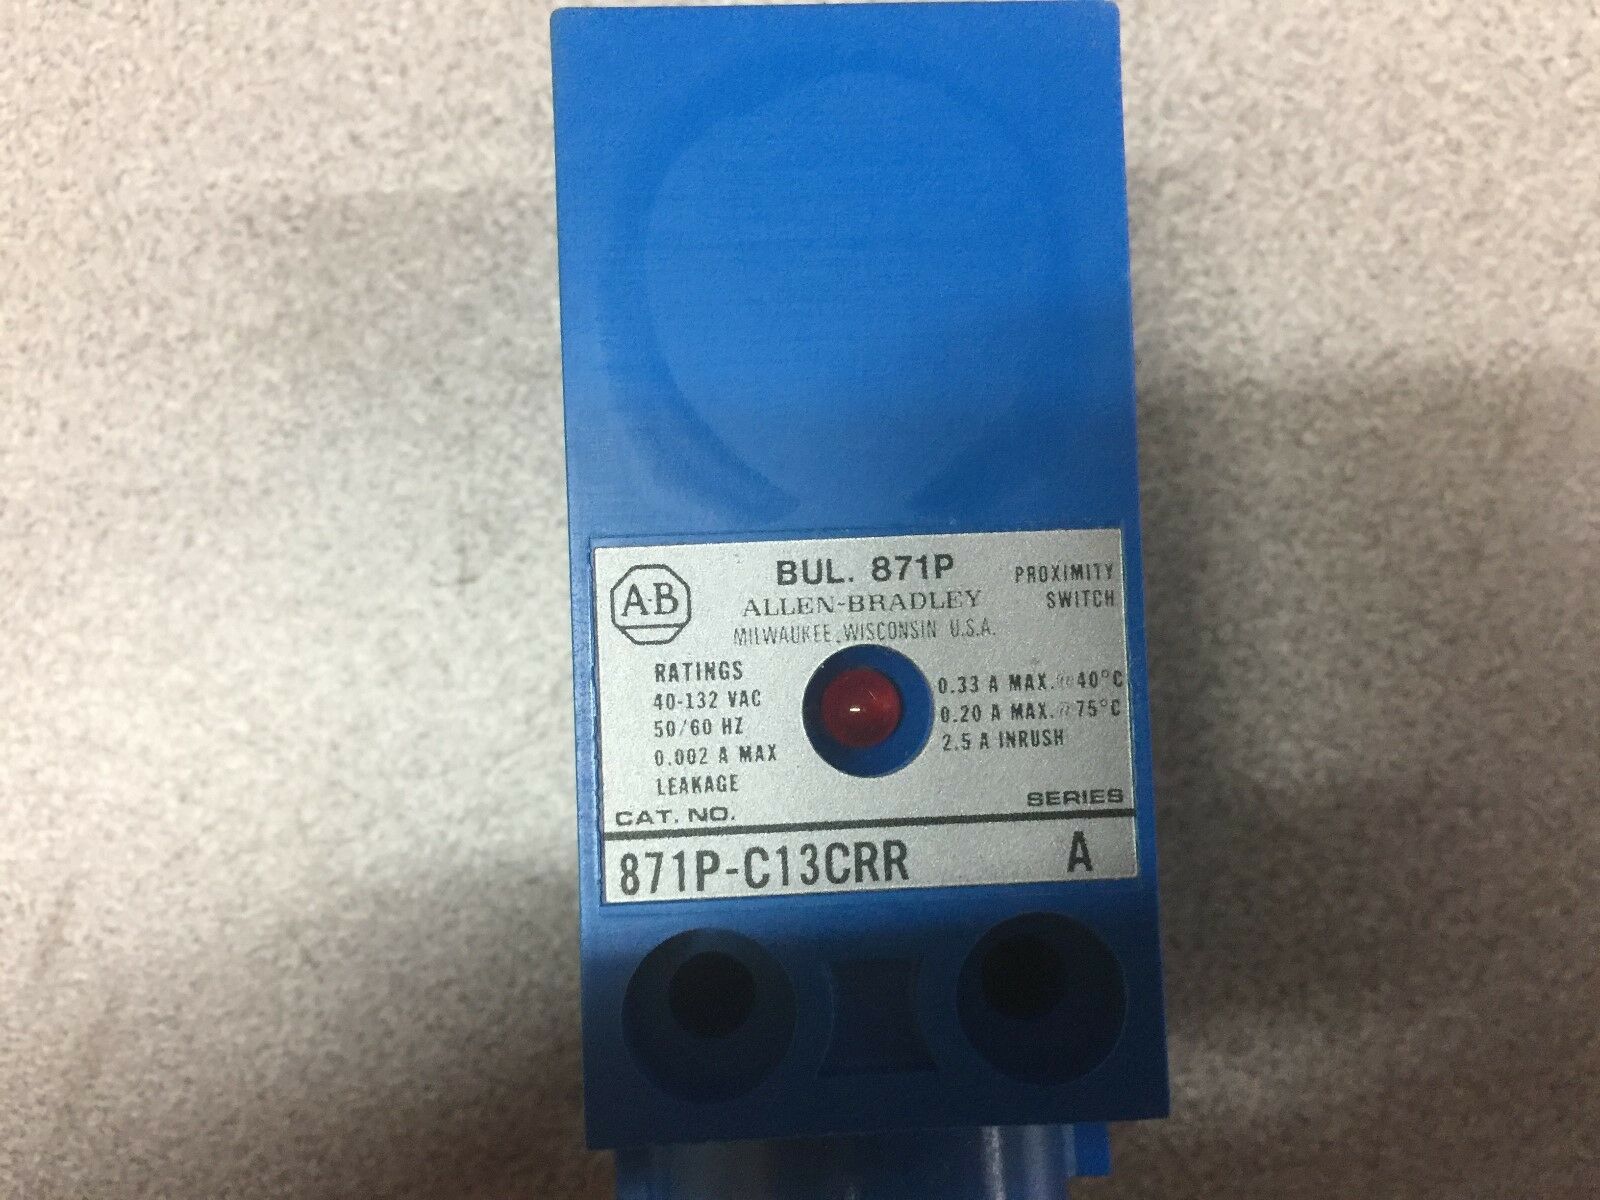 A-B
BUL. 871P
ALLEN-BRADLEY
MILWAUKEE, WISCONSIN U.S.A.
PROXIMITY
SWITCH
RATINGS
40-132 VAC
50/60 HZ
0.002 A MAX
LEAKAGE
0.33 A MAX. @ 40°C
0.20 A MAX. @ 75°C
2.5 A INRUSH
CAT. NO.
SERIES
871P-C13CRR A